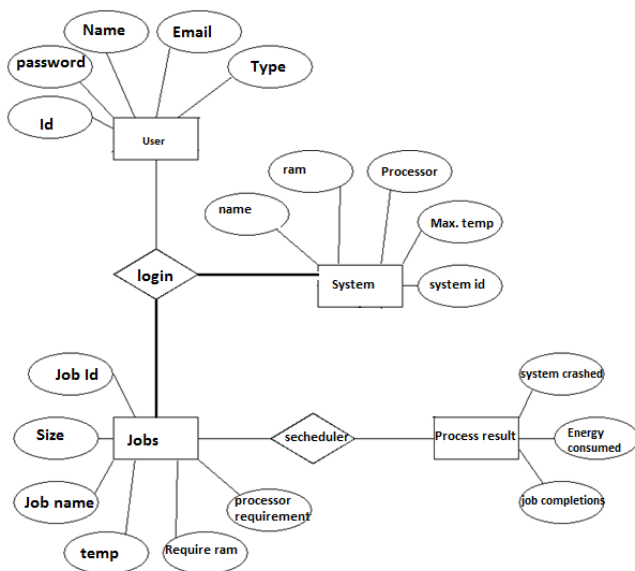 Name
Email
password
Type
Id
User
ram
Processor
name
Max. temp
login
System
system id
Job Id
system crashed
Size
Jobs
secheduler
Process result
Energy
consumed
Job name
processor
requirement
job completions
temp
Require ram